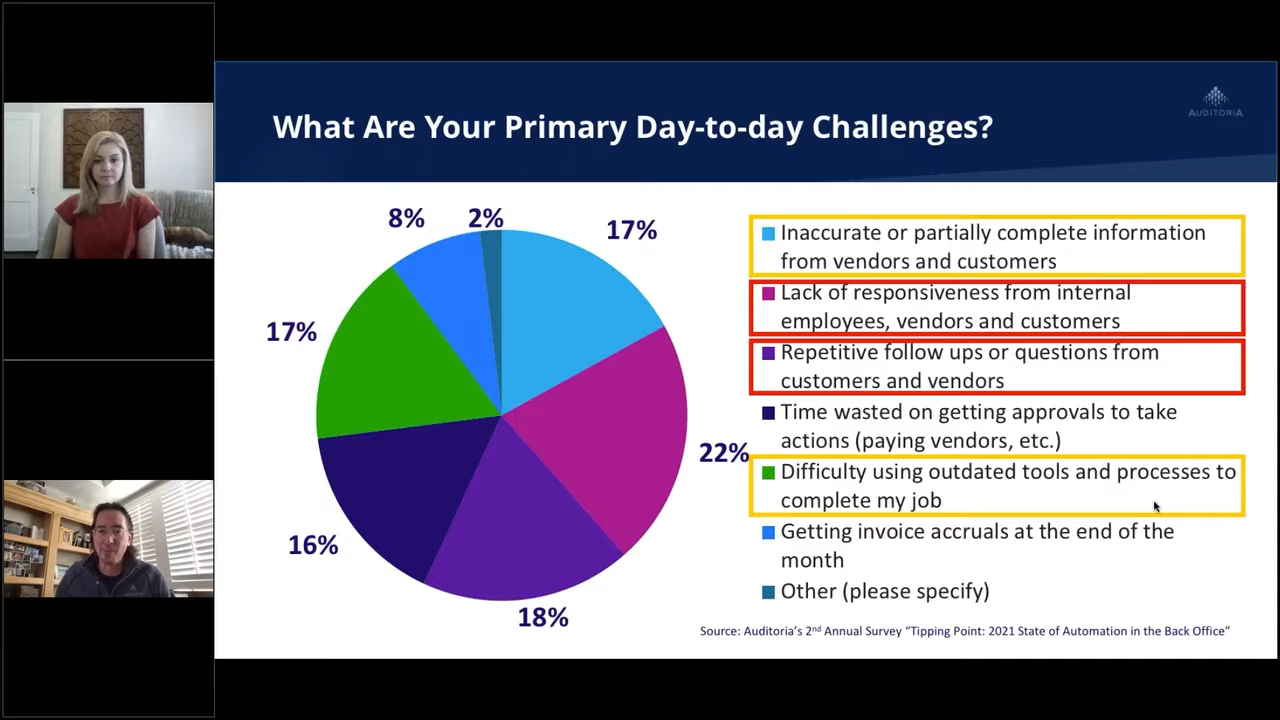 What Are Your Primary Day-to-day Challenges?
AUDITORIA
8%
2%
17%
17%
22%
16%
18%
Inaccurate or partially complete information
from vendors and customers
Lack of responsiveness from internal
employees, vendors and customers
Repetitive follow ups or questions from
customers and vendors
Time wasted on getting approvals to take
actions (paying vendors, etc.)
Difficulty using outdated tools and processes to
complete my job
Getting invoice accruals at the end of the
month
Other (please specify)
Source: Auditoria's 2nd Annual Survey “Tipping Point: 2021 State of Automation in the Back Office”